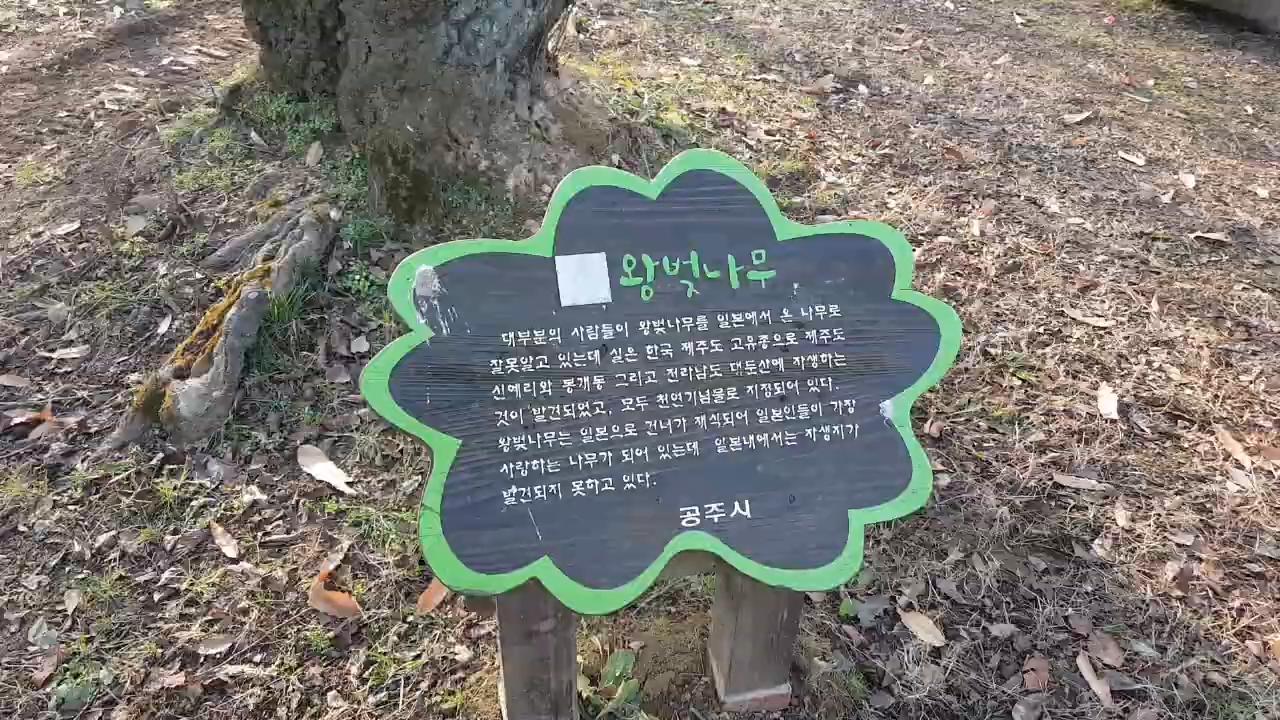 왕벚나무
대부분의 사람들이 왕벚나무를 일본에서 온 나무로
잘못알고 있는데 실은 한국 제주도 고유종으로 제주도
신예리와 봉개동 그리고 전라남도 대둔산에 자생하는
것이 발견되었고, 모두 천연기념물로 지정되어 있다.
왕벚나무는 일본으로 건너가 재식되어 일본인들이 가장
사랑하는 나무가 되어 있는데 일본내에서는 자생지가
발견되지 못하고 있다.
공주시